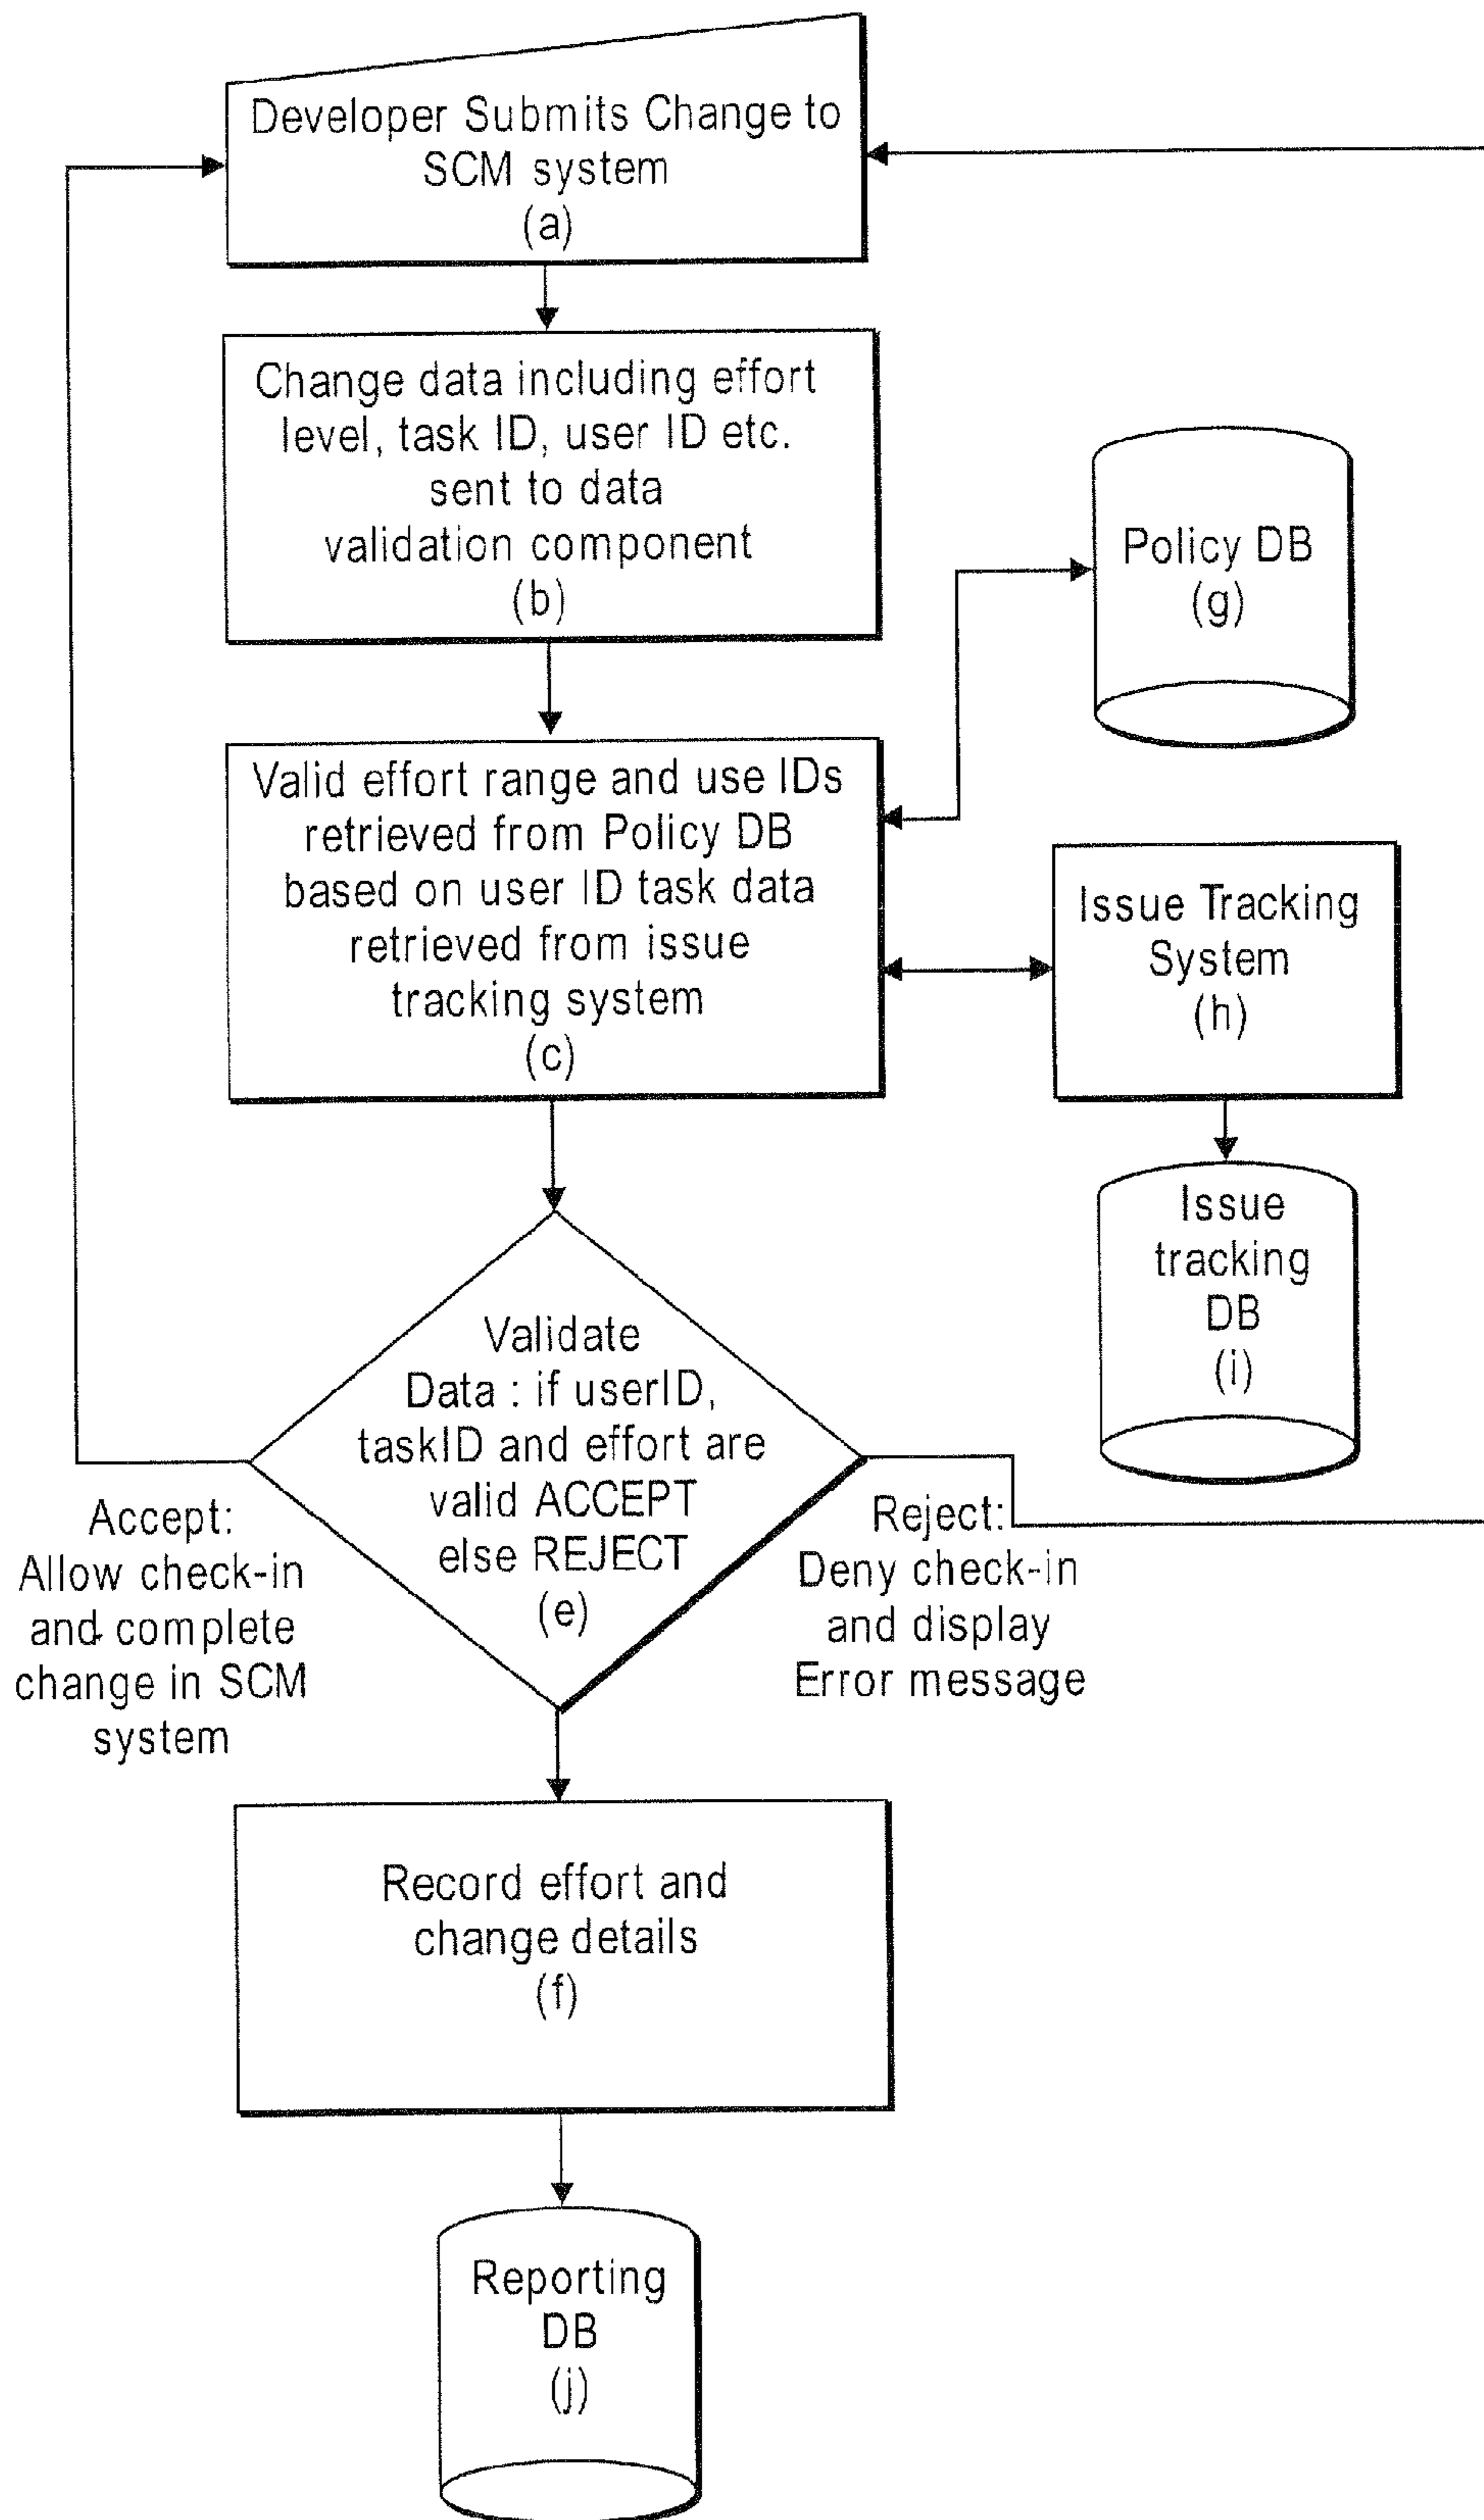 Developer Submits Change to
SCM system
(a)
Change data including effort
level, task ID, user ID etc.
sent to data
validation component
(b)
Policy DB
(g)
Valid effort range and use IDs
retrieved from Policy DB
based on user ID task data
retrieved from issue
tracking system
(c)
Issue Tracking
System
(h)
Issue
tracking
DB
(i)
Validate
Data : if userID,
taskID and effort are
valid ACCEPT
else REJECT
(e)
Accept:
Allow check-in
and complete
change in SCM
system
Reject:
Deny check-in
and display
Error message
Record effort and
change details
(f)
Reporting
DB
(j)